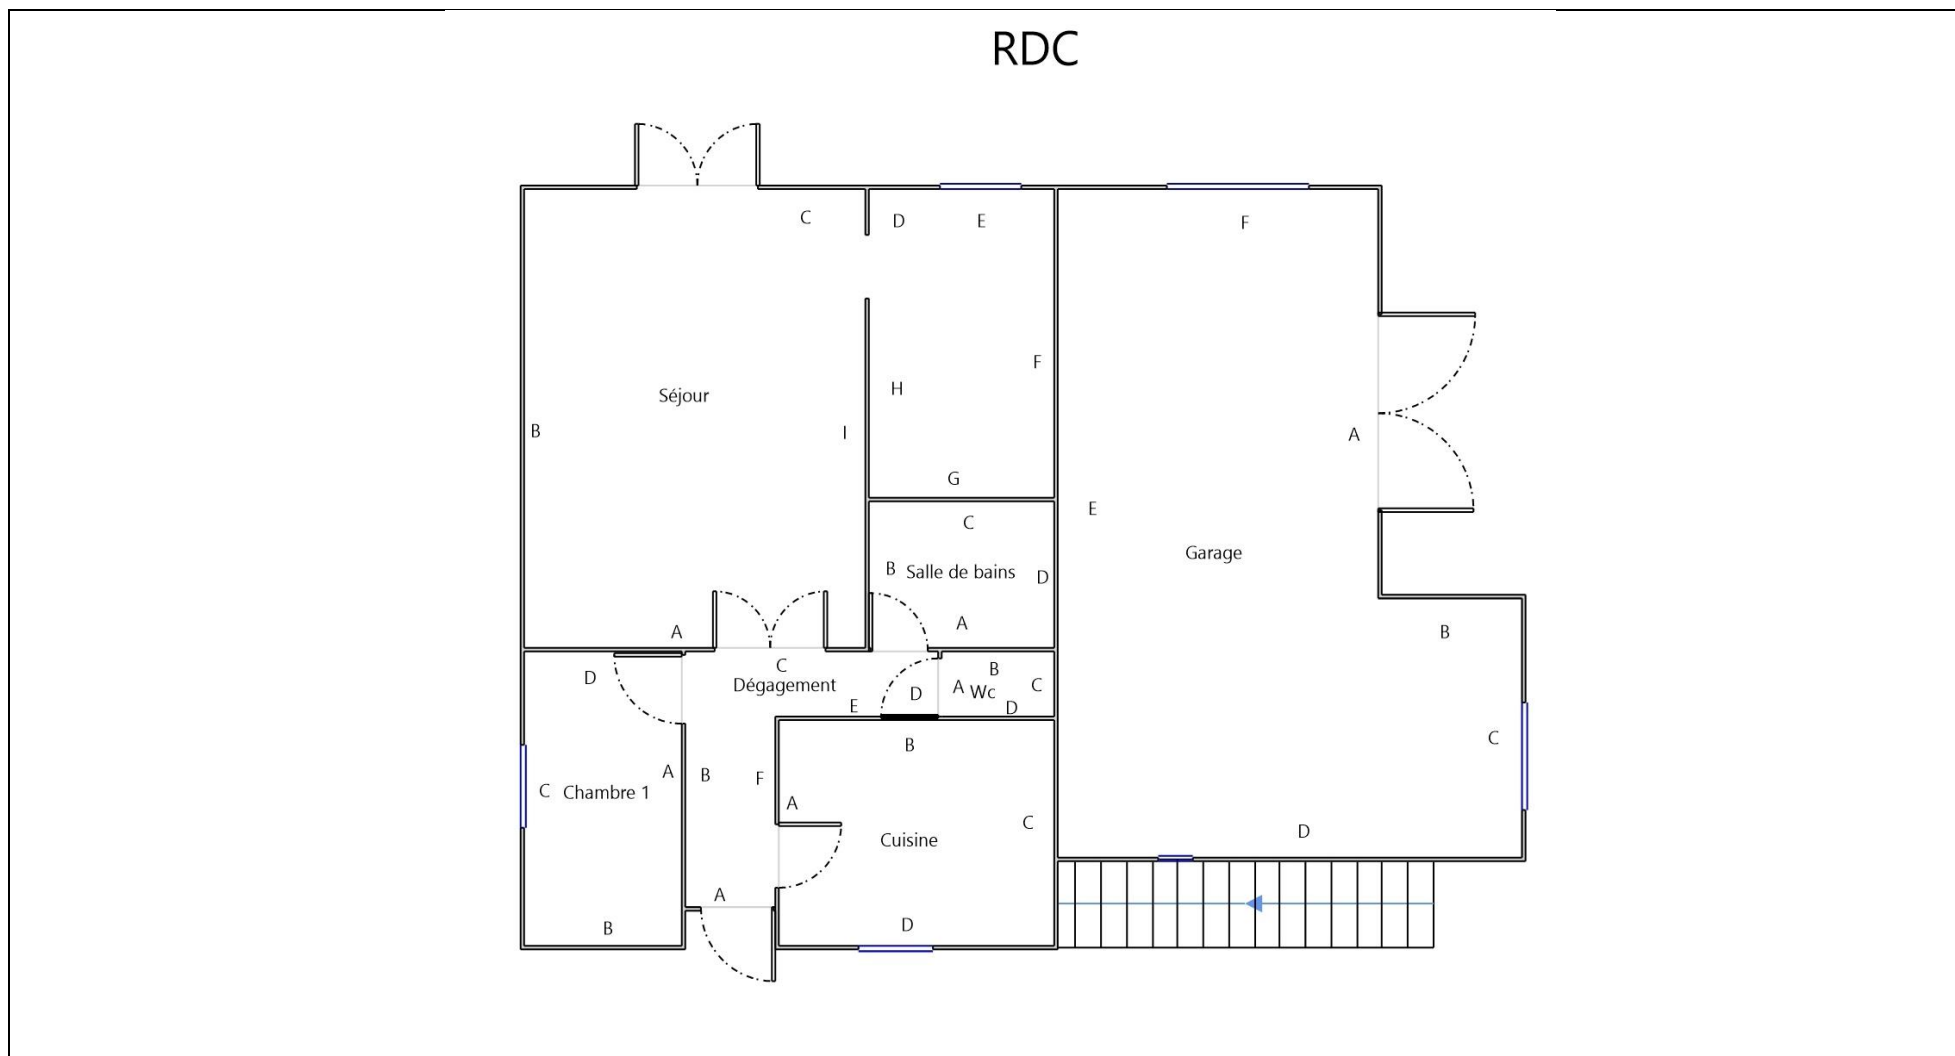 RDC
C D E F
Séjour
H
F
B
I
A
G
E
C
Garage
B Salle de bains D
A
A
B
C
D
Dégagement
D
A
B
Wc
C
D
E
B
C
C Chambre 1
A
B
F
A
Cuisine
C
D
A
B
D